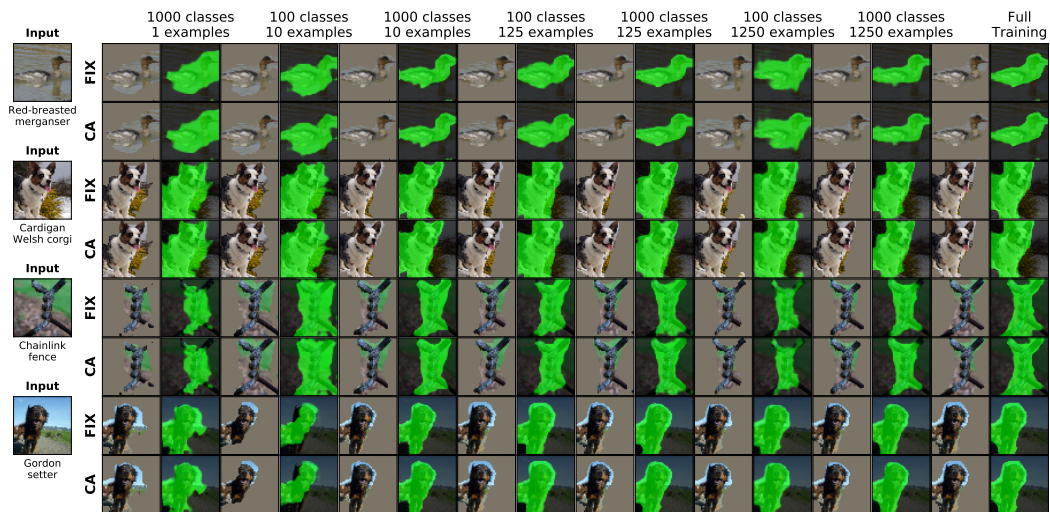 Input
1000 classes
1 examples
100 classes
10 examples
1000 classes
10 examples
100 classes
125 examples
1000 classes
125 examples
100 classes
1250 examples
1000 classes
1250 examples
Full
Training
FIX
Red-breasted
merganser
CA
Input
FIX
Cardigan
Welsh corgi
CA
Input
FIX
Chainlink
fence
CA
Input
FIX
Gordon
setter
CA